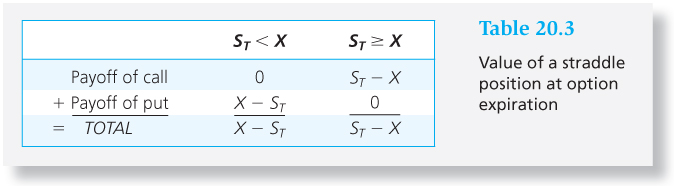 S_T < X S_T ≥ X
Payoff of call 0 S_T − X
+ Payoff of put X − S_T 0
= TOTAL X − S_T S_T − X
Table 20.3
Value of a straddle
position at option
expiration